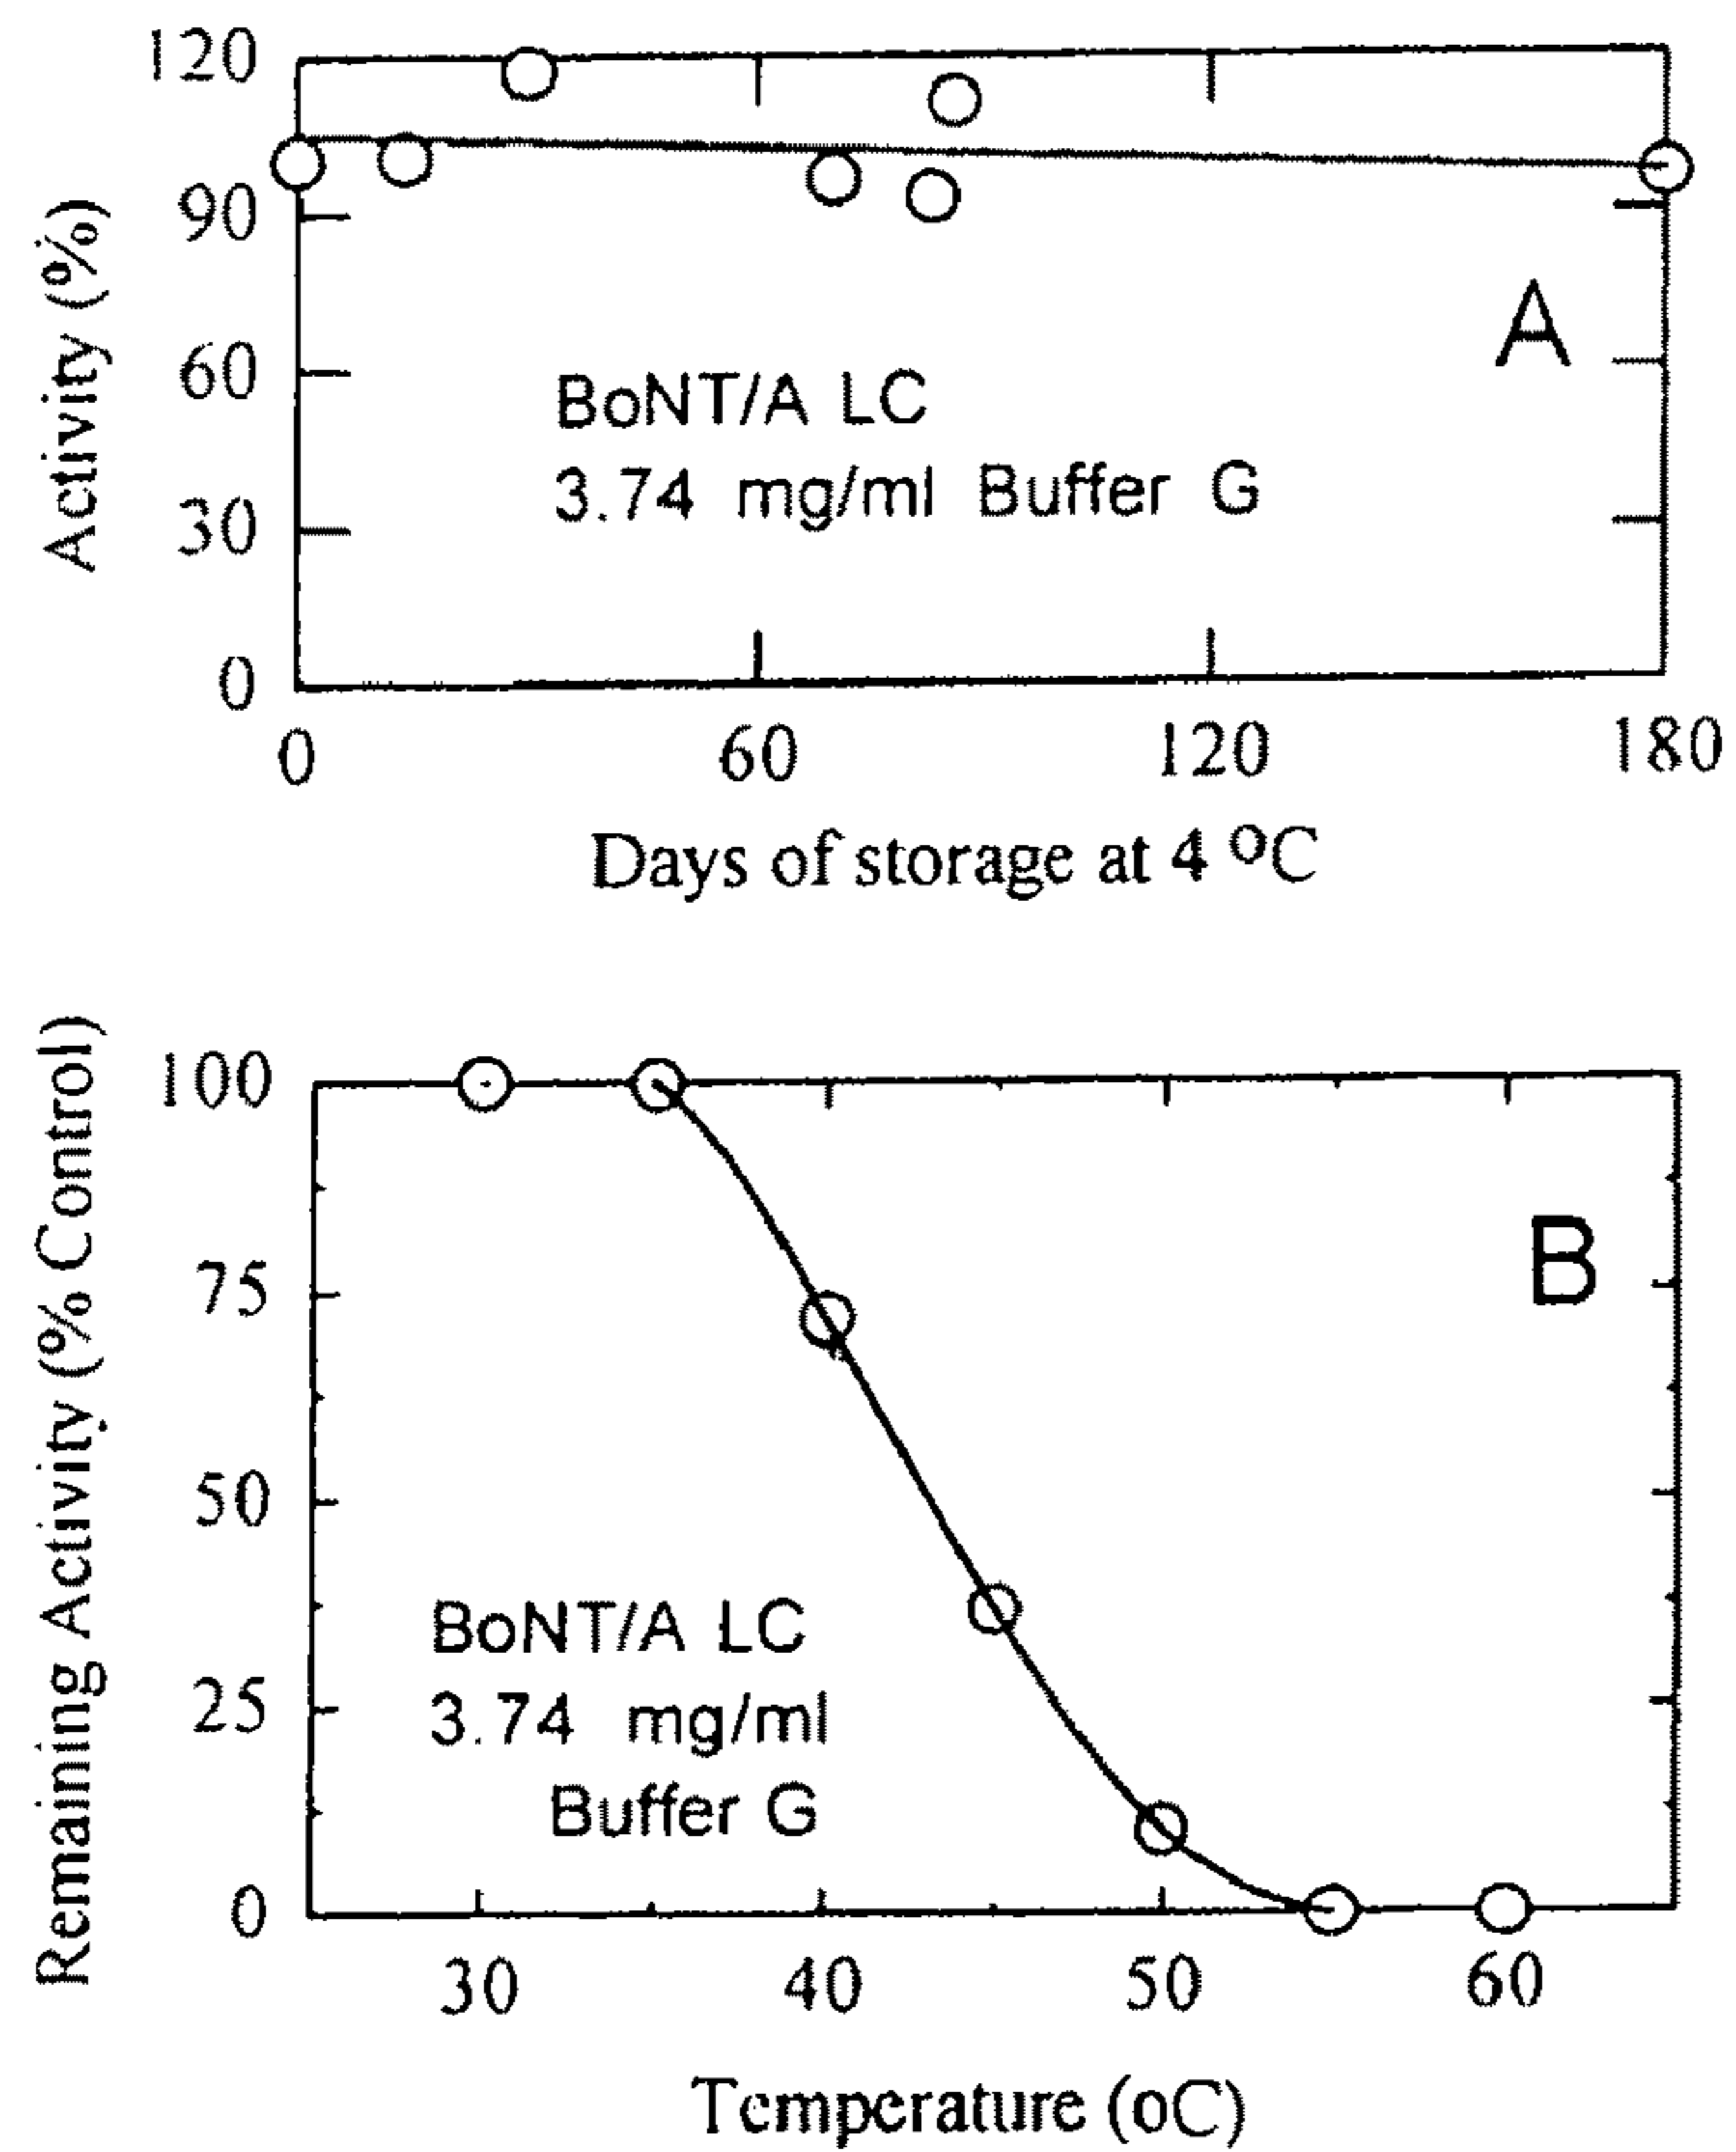 120
90
60
30
0
Activity (%)
A
BoNT/A LC
3.74 mg/ml Buffer G
0 60 120 180
Days of storage at 4 ºC
100
75
50
25
0
Remaining Activity (% Control)
B
BoNT/A LC
3.74 mg/ml
Buffer G
30 40 50 60
Temperature (oC)